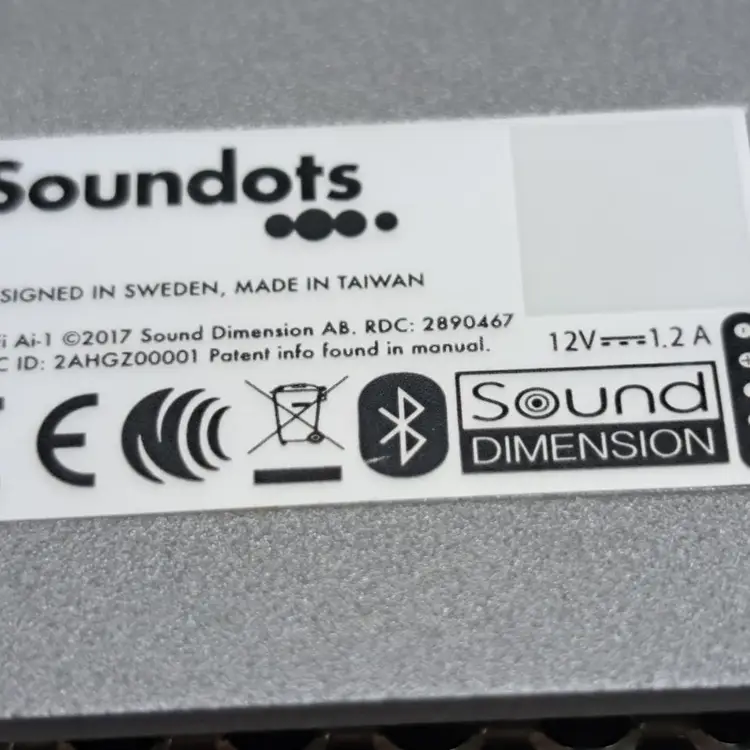 Soundots
SIGNED IN SWEDEN, MADE IN TAIWAN
i Ai-1 ©2017 Sound Dimension AB. RDC: 2890467
C ID: 2AHGZ00001 Patent info found in manual.
12V⎓1.2 A
CE
Sound
DIMENSION